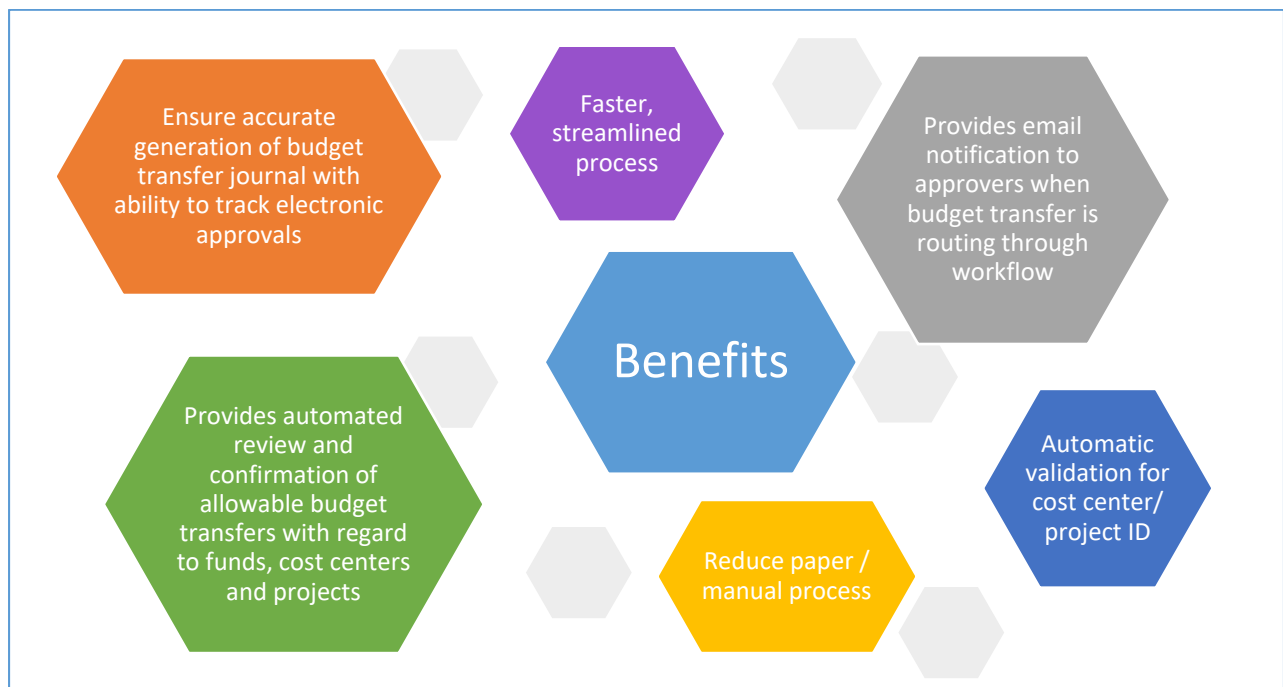 Ensure accurate
generation of budget
transfer journal with
ability to track electronic
approvals
Faster,
streamlined
process
Provides email
notification to
approvers when
budget transfer is
routing through
workflow
Benefits
Provides automated
review and
confirmation of
allowable budget
transfers with regard
to funds, cost centers
and projects
Reduce paper /
manual process
Automatic
validation for
cost center/
project ID